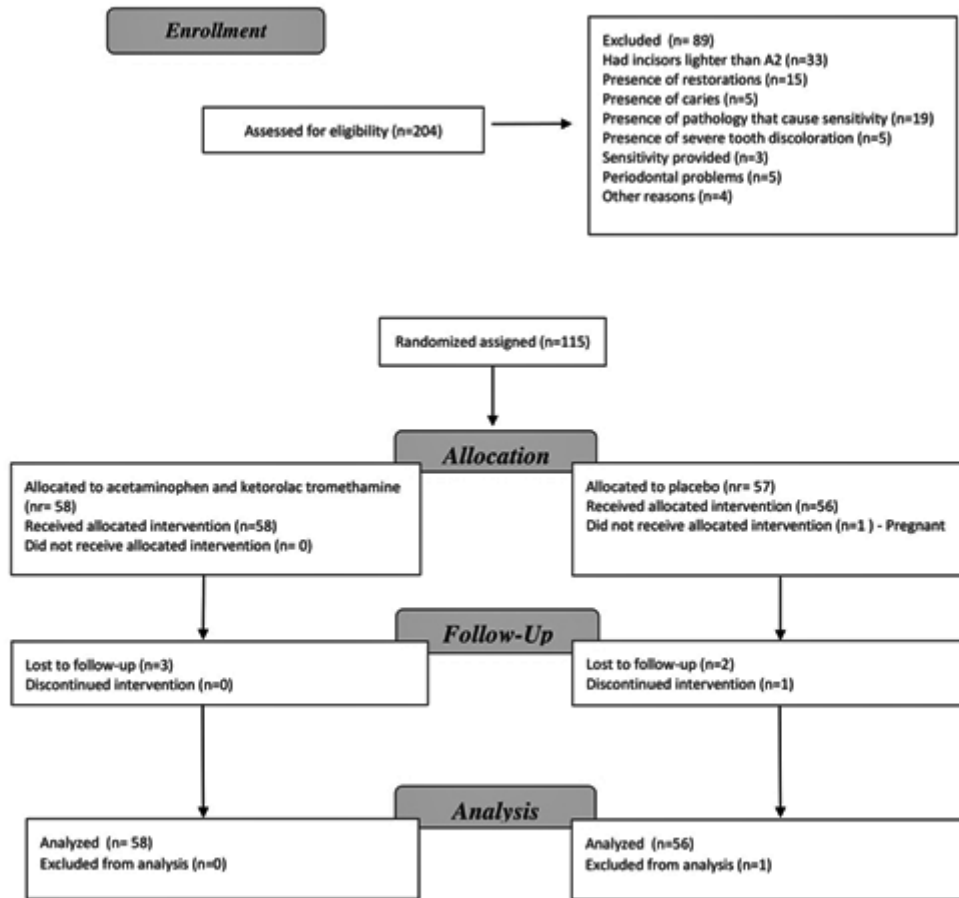 Enrollment
Assessed for eligibility (n=204)
Excluded (n= 89)
Had incisors lighter than A2 (n=33)
Presence of restorations (n=15)
Presence of caries (n=5)
Presence of pathology that cause sensitivity (n=19)
Presence of severe tooth discoloration (n=5)
Sensitivity provided (n=3)
Periodontal problems (n=5)
Other reasons (n=4)
Randomized assigned (n=115)
Allocation
Allocated to acetaminophen and ketorolac tromethamine
(nr= 58)
Received allocated intervention (n=58)
Did not receive allocated intervention (n= 0)
Allocated to placebo (nr= 57)
Received allocated intervention (n=56)
Did not receive allocated intervention (n=1 ) - Pregnant
Follow-Up
Lost to follow-up (n=3)
Discontinued intervention (n=0)
Lost to follow-up (n=2)
Discontinued intervention (n=1)
Analysis
Analyzed (n= 58)
Excluded from analysis (n=0)
Analyzed (n=56)
Excluded from analysis (n=1)